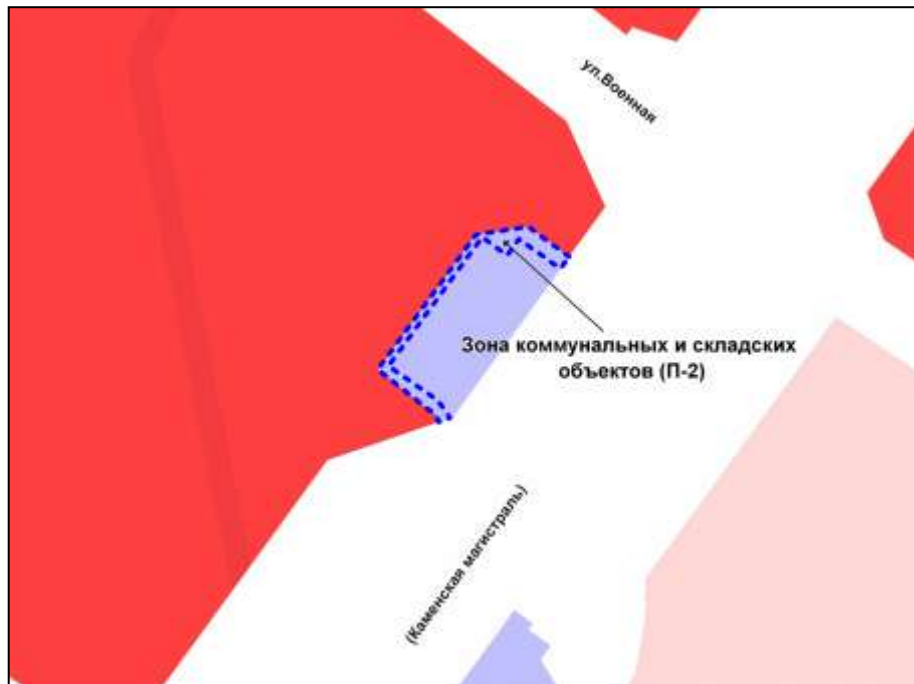 ул.Военная
Зона коммунальных и складских
объектов (П-2)
(Каменская магистраль)